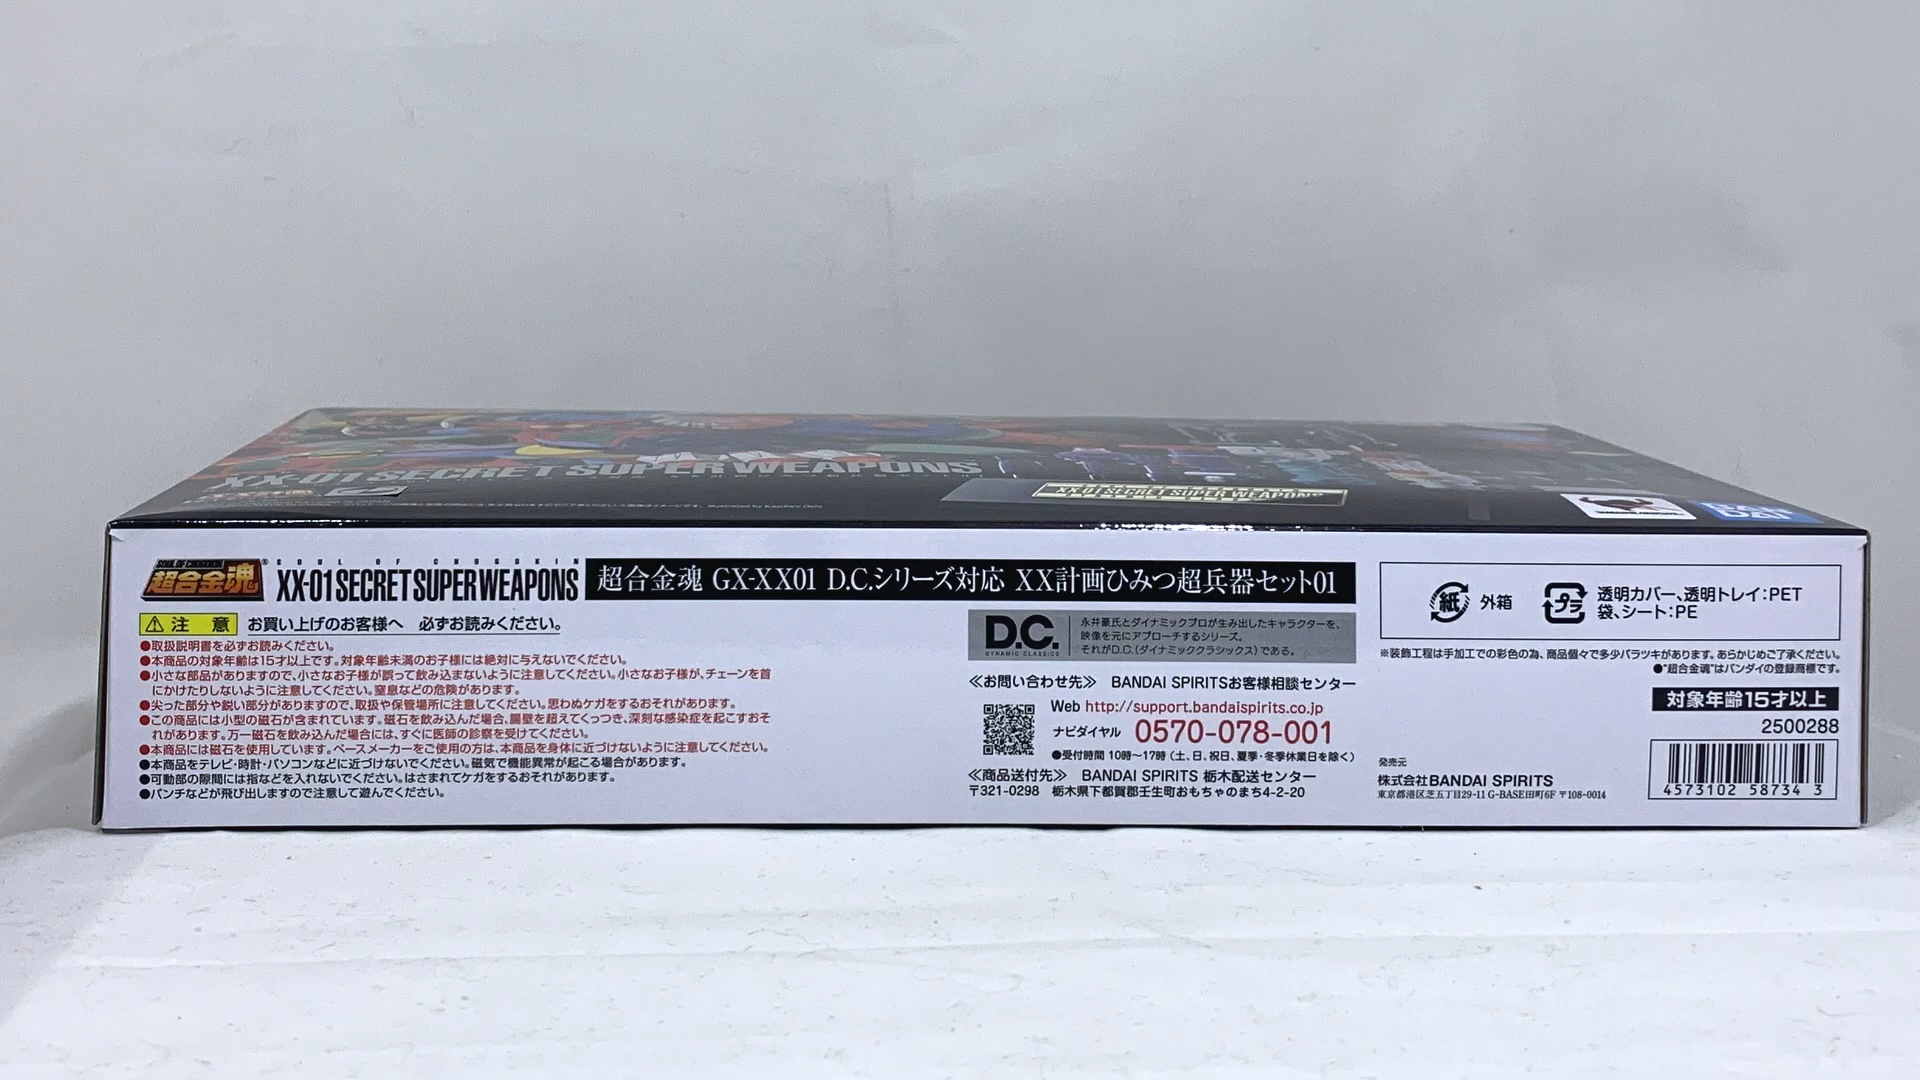 XX-01 SECRET SUPER WEAPONS
XX計画
XX-01 SECRET SUPER WEAPONS
BANDAI
SOUL OF CHOGOKIN
超合金魂®
SOUL OF CHOGOKIN
XX-01 SECRET SUPER WEAPONS
超合金魂 GX-XX01 D.C.シリーズ対応 XX計画ひみつ超兵器セット01
⚠注意 お買い上げのお客様へ 必ずお読みください。
●取扱説明書を必ずお読みください。
●本商品の対象年齢は15才以上です。対象年齢未満のお子様には絶対に与えないでください。
●小さな部品がありますので、小さなお子様が誤って飲み込まないように注意してください。小さなお子様が、チェーンを首
にかけたりしないように注意してください。窒息などの危険があります。
●尖った部分や鋭い部分がありますので、取扱や保管場所に注意してください。思わぬケガをするおそれがあります。
●この商品には小型の磁石が含まれています。磁石を飲み込んだ場合、腸壁を超えてくっつき、深刻な感染症を起こすおそ
れがあります。万一磁石を飲み込んだ場合には、すぐに医師の診察を受けてください。
●本商品には磁石を使用しています。ペースメーカーをご使用の方は、本商品を身体に近づけないように注意してください。
●本商品をテレビ・時計・パソコンなどに近づけないでください。磁気で機能異常が起こる場合があります。
●可動部の隙間には指などを入れないでください。はさまれてケガをするおそれがあります。
●パンチなどが飛び出しますので注意して遊んでください。
D.C.
DYNAMIC CLASSICS
永井豪氏とダイナミックプロが生み出したキャラクターを、
映像を元にアプローチするシリーズ。
それがD.C.(ダイナミッククラシックス)である。
≪お問い合わせ先≫ BANDAI SPIRITSお客様相談センター
Web http://support.bandaispirits.co.jp
ナビダイヤル 0570-078-001
●受付時間 10時〜17時 (土、日、祝日、夏季・冬季休業日を除く)
≪商品送付先≫ BANDAI SPIRITS 栃木配送センター
〒321-0298 栃木県下都賀郡壬生町おもちゃのまち4-2-20
紙 外箱
プラ 透明カバー、透明トレイ:PET
袋、シート:PE
※装飾工程は手加工での彩色の為、商品個々で多少バラツキがあります。あらかじめご了承ください。
●"超合金魂"はバンダイの登録商標です。
対象年齢15才以上
2500288
発売元
株式会社BANDAI SPIRITS
東京都港区芝五丁目29-11 G-BASE田町6F 〒108-0014
4573102 58734 3